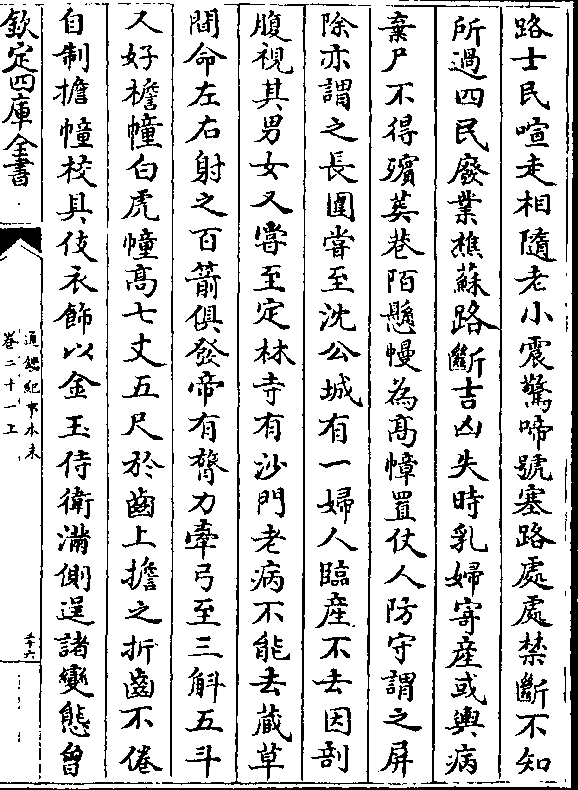 路士民喧走相隨老小震驚啼號塞路處處禁斷不知
所過四民廢業樵蘇路斷吉凶失時乳婦寄産或輿病
棄尸不得殯葬巷陌懸幔為髙幛置仗人防守謂之屏
除亦謂之長圍嘗至沈公城有一婦人臨産不去因剖
腹視其男女又嘗至定林寺有沙門老病不能去藏草
間命左右射之百箭俱發帝有膂力牽弓至三斛五斗
又好檐幢白虎幢髙七丈五尺於齒上擔之折齒不倦
自制擔幢校具伎衣飾以金玉侍衛滿側逞諸變態曾
欽定四庫全書
通鑑紀事本末
卷二十一上
三十六